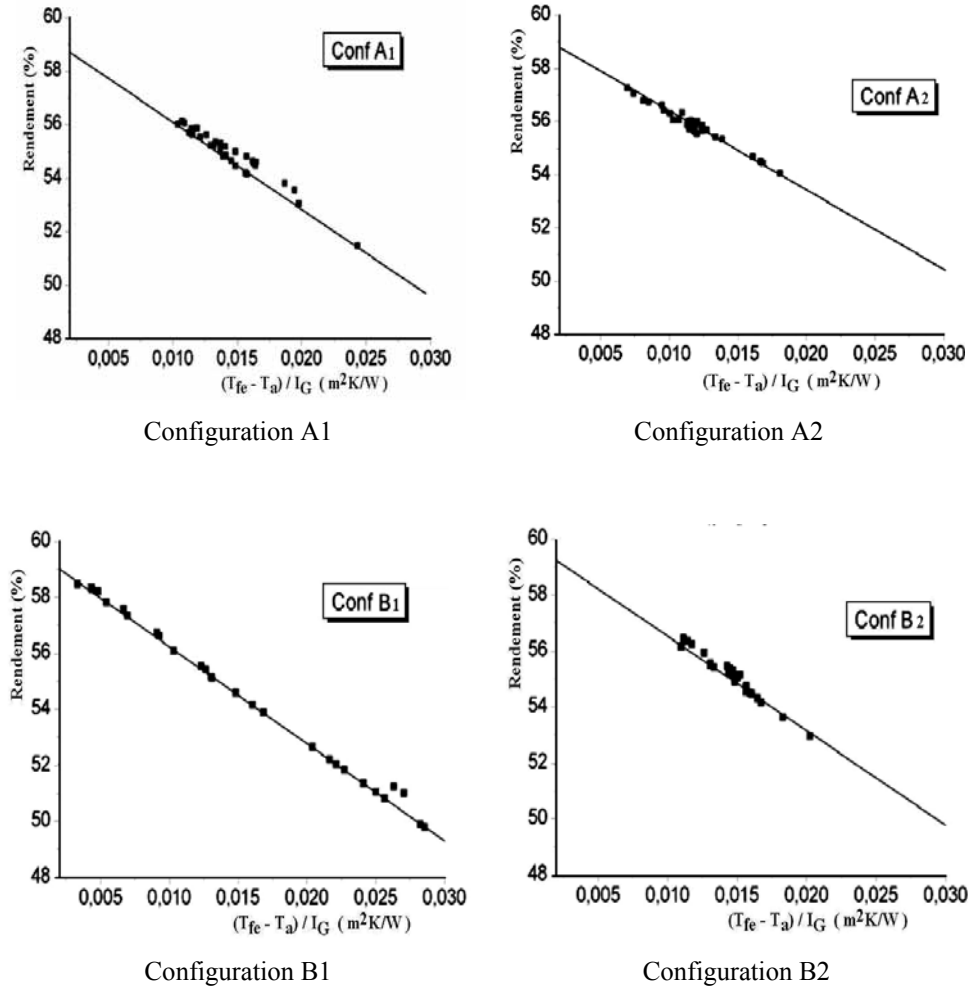 60
58
56
54
52
50
48
Rendement (%)
Conf A1
0,005 0,010 0,015 0,020 0,025 0,030
(Tfe - Ta) / IG ( m²K/W)
Configuration A1
60
58
56
54
52
50
48
Rendement (%)
Conf A2
0,005 0,010 0,015 0,020 0,025 0,030
(Tfe - Ta) / IG ( m²K/W)
Configuration A2
60
58
56
54
52
50
48
Rendement (%)
Conf B1
0,005 0,010 0,015 0,020 0,025 0,030
(Tfe - Ta) / IG ( m²K/W)
Configuration B1
60
58
56
54
52
50
48
Rendement (%)
Conf B2
0,005 0,010 0,015 0,020 0,025 0,030
(Tfe - Ta) / IG ( m²K/W)
Configuration B2